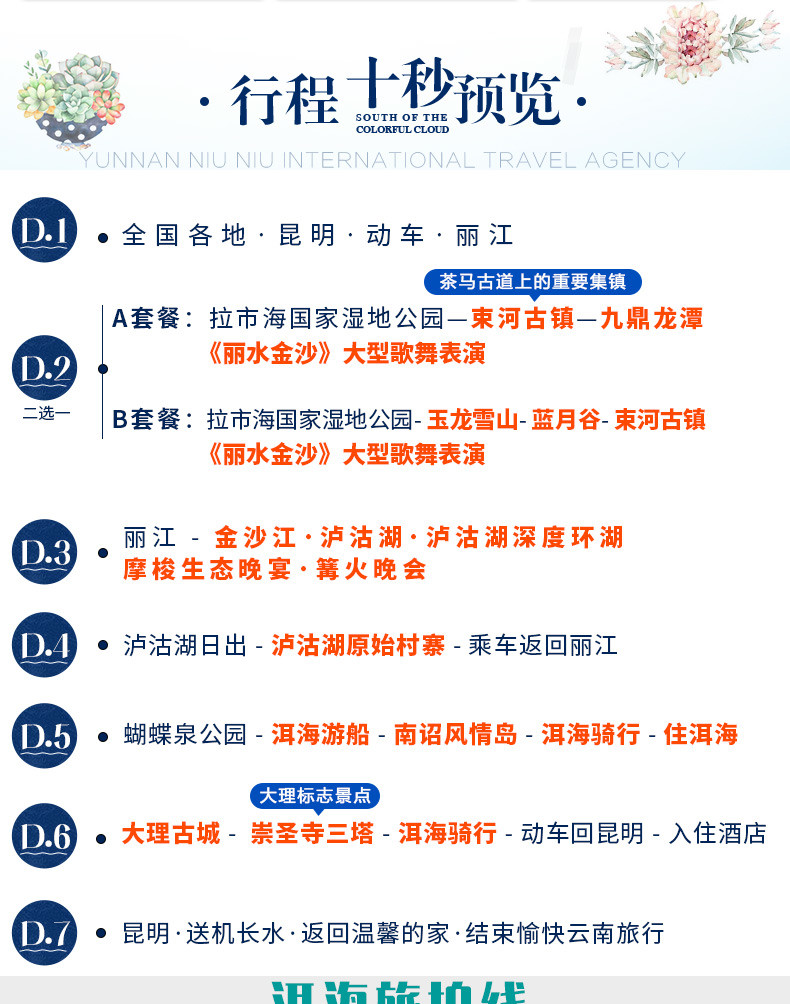 ·行程十秒预览·
SOUTH OF THE
COLORFUL CLOUD
YUNNAN NIU NIU INTERNATIONAL TRAVEL AGENCY
D.1
全国各地·昆明·动车·丽江
茶马古道上的重要集镇
D.2
二选一
A套餐：拉市海国家湿地公园—束河古镇—九鼎龙潭
《丽水金沙》大型歌舞表演
B套餐：拉市海国家湿地公园-玉龙雪山-蓝月谷-束河古镇
《丽水金沙》大型歌舞表演
D.3
丽江 - 金沙江·泸沽湖·泸沽湖深度环湖
摩梭生态晚宴·篝火晚会
D.4
泸沽湖日出 - 泸沽湖原始村寨 - 乘车返回丽江
D.5
蝴蝶泉公园 - 洱海游船 - 南诏风情岛 - 洱海骑行 - 住洱海
大理标志景点
D.6
大理古城 - 崇圣寺三塔 - 洱海骑行 - 动车回昆明 - 入住酒店
D.7
昆明·送机长水·返回温馨的家·结束愉快云南旅行
洱海旅拍线